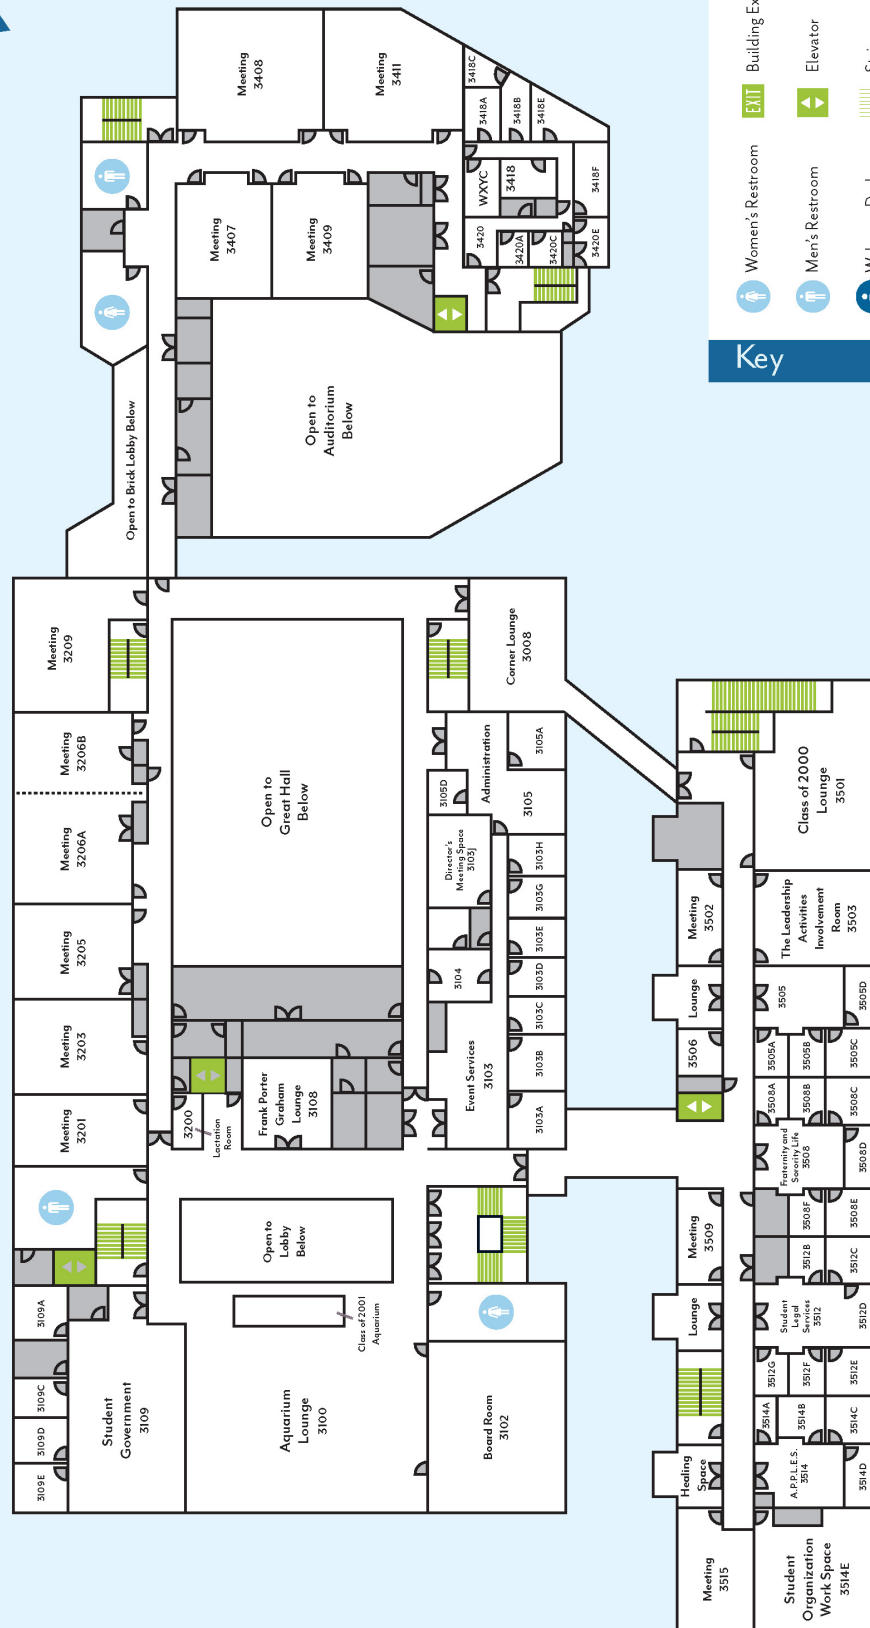 Meeting
3408
Meeting
3411
3418C
3418A
3418B
3418E
WXYC
3418
3418F
3420
3420A
3420C
3420E
Meeting
3407
Meeting
3409
Open to
Auditorium
Below
Open to Brick Lobby Below
Key
Women's Restroom
Men's Restroom
EXIT
Building Ex
Elevator
Meeting
3209
Meeting
3206B
Meeting
3206A
Meeting
3205
Meeting
3203
Meeting
3201
Open to
Great Hall
Below
Corner Lounge
3008
Administration
3105A
3105D
3105
Director's
Meeting Space
3103J
3103H
3103G
3103E
3103D
3103C
3103B
3103A
3104
Event Services
3103
3200
Lactation
Room
Frank Porter
Graham
Lounge
3108
Open to
Lobby
Below
Class of 2001
Aquarium
Aquarium
Lounge
3100
Board Room
3102
Student
Government
3109
3109A
3109C
3109D
3109E
Class of 2000
Lounge
3501
Meeting
3502
The Leadership
Activities
Involvement
Room
3503
Lounge
3505
3505D
3506
3505A
3505B
3505C
3508A
3508B
3508C
Fraternity and
Sorority Life
3508
3508D
Meeting
3509
3508F
3508E
3512B
3512C
Lounge
Student
Legal
Services
3512
3512D
3512G
3512F
3512E
3514A
3514B
3514C
Healing
Space
A.P.P.L.E.S.
3514
3514D
Meeting
3515
Student
Organization
Work Space
3514E